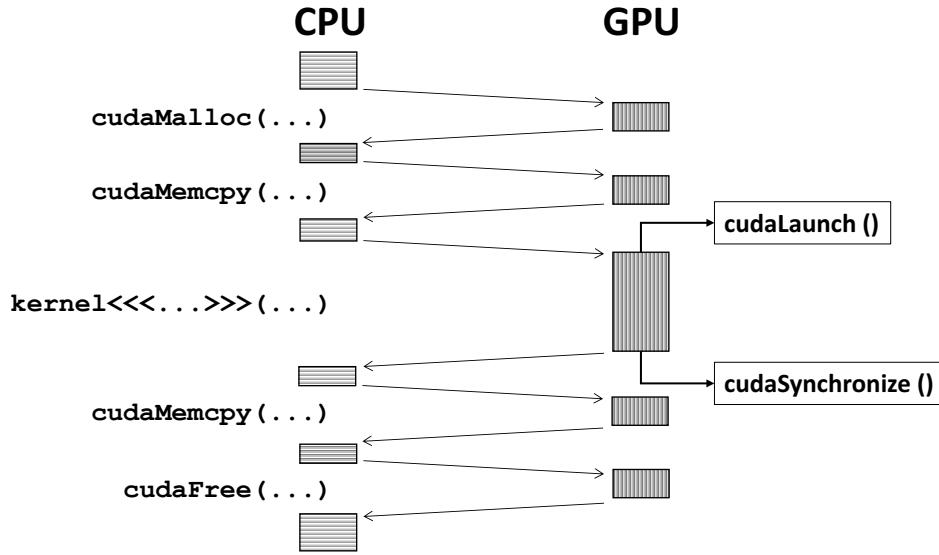 CPU
GPU
cudaMalloc(...)
cudaMemcpy(...)
cudaLaunch ()
kernel<<<...>>>(...)
cudaSynchronize ()
cudaMemcpy(...)
cudaFree(...)